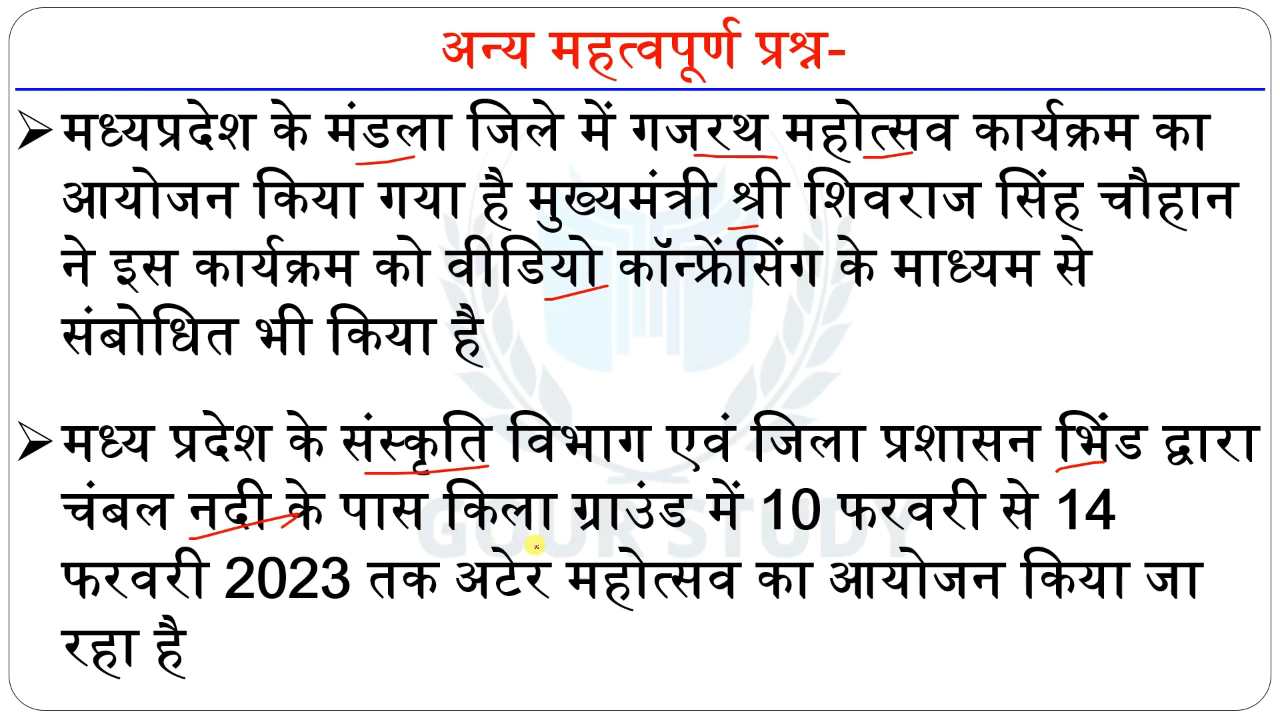 अन्य महत्वपूर्ण प्रश्न-
मध्यप्रदेश के मंडला जिले में गजरथ महोत्सव कार्यक्रम का
आयोजन किया गया है मुख्यमंत्री श्री शिवराज सिंह चौहान
ने इस कार्यक्रम को वीडियो कॉन्फ्रेंसिंग के माध्यम से
संबोधित भी किया है
मध्य प्रदेश के संस्कृति विभाग एवं जिला प्रशासन भिंड द्वारा
चंबल नदी के पास किला ग्राउंड में 10 फरवरी से 14
फरवरी 2023 तक अटेर महोत्सव का आयोजन किया जा
रहा है
GOUR STUDY